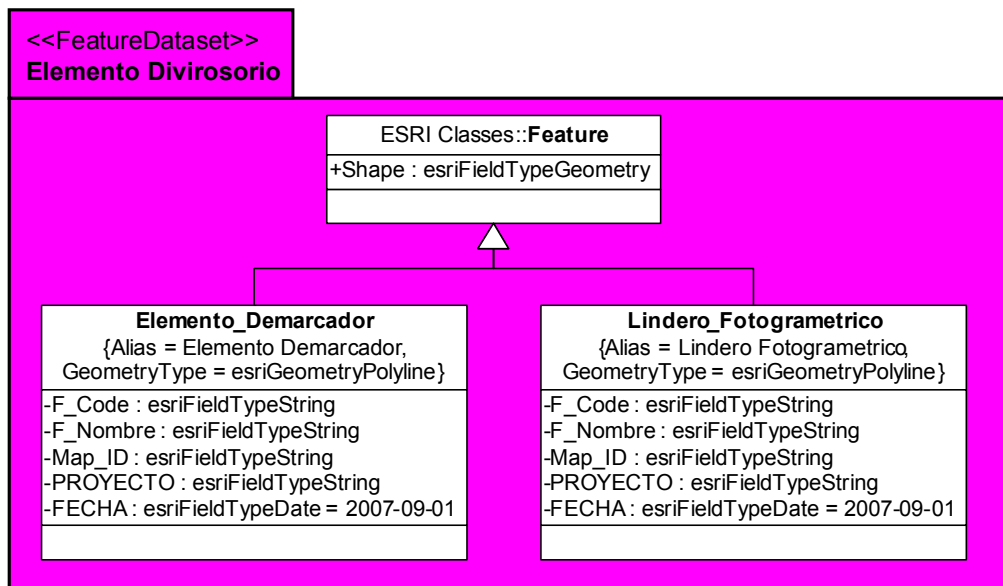 <<FeatureDataset>>
Elemento Divirosorio
ESRI Classes::Feature
+Shape : esriFieldTypeGeometry
Elemento_Demarcador
{Alias = Elemento Demarcador,
GeometryType = esriGeometryPolyline}
-F_Code : esriFieldTypeString
-F_Nombre : esriFieldTypeString
-Map_ID : esriFieldTypeString
-PROYECTO : esriFieldTypeString
-FECHA : esriFieldTypeDate = 2007-09-01
Lindero_Fotogrametrico
{Alias = Lindero Fotogrametrico,
GeometryType = esriGeometryPolyline}
-F_Code : esriFieldTypeString
-F_Nombre : esriFieldTypeString
-Map_ID : esriFieldTypeString
-PROYECTO : esriFieldTypeString
-FECHA : esriFieldTypeDate = 2007-09-01